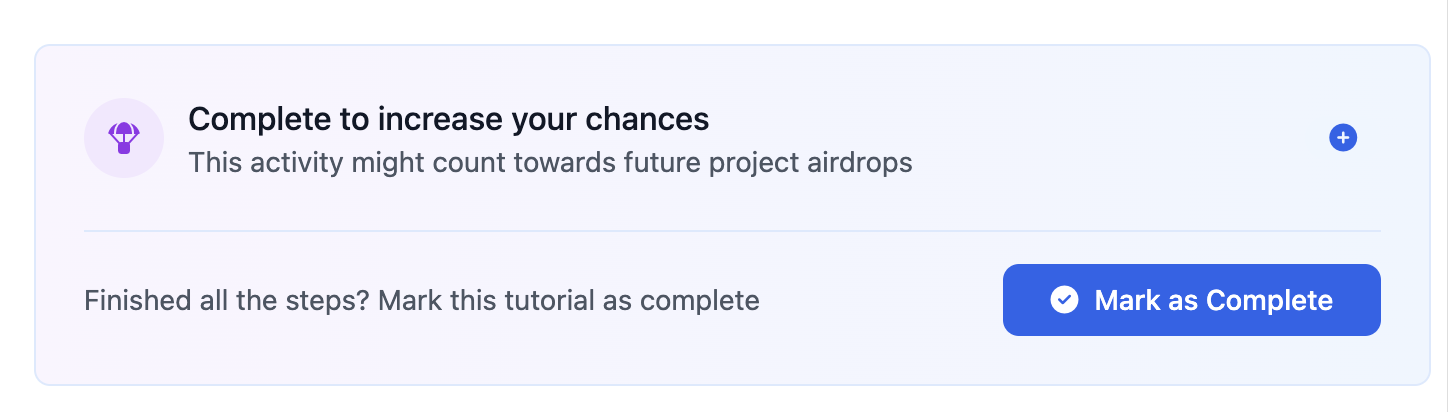 Complete to increase your chances
This activity might count towards future project airdrops
Finished all the steps? Mark this tutorial as complete
Mark as Complete